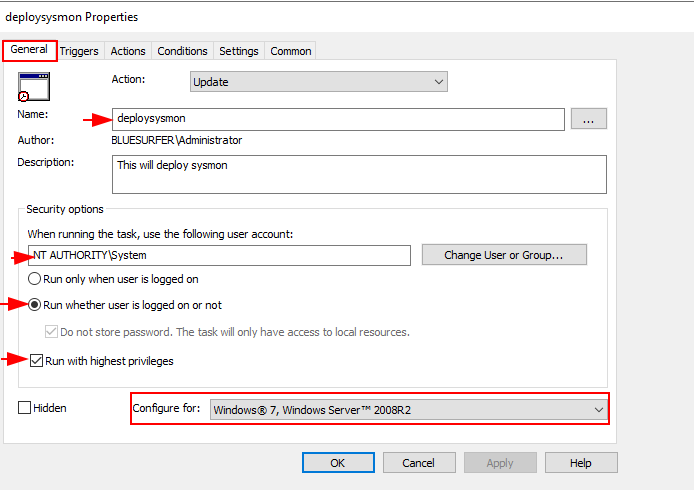 deploysysmon Properties
General Triggers Actions Conditions Settings Common
Action: Update
Name: deploysysmon ...
Author: BLUESURFER\Administrator
Description: This will deploy sysmon
Security options
When running the task, use the following user account:
NT AUTHORITY\System Change User or Group...
Run only when user is logged on
Run whether user is logged on or not
Do not store password. The task will only have access to local resources.
Run with highest privileges
Hidden Configure for: Windows® 7, Windows Server™ 2008R2
OK Cancel Apply Help